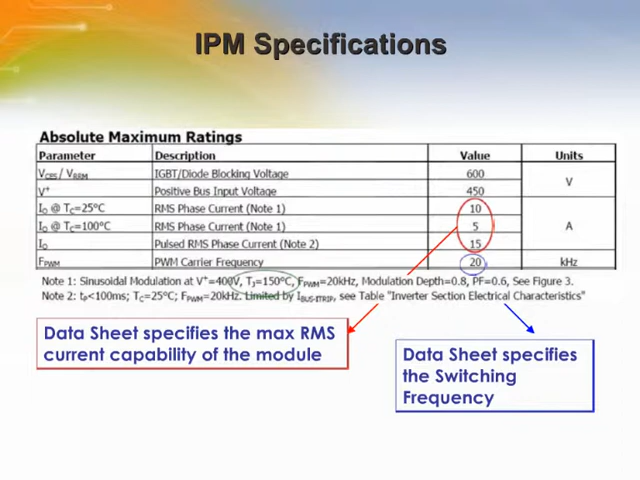 IPM Specifications
Absolute Maximum Ratings
Parameter Description Value Units
VCES / VRRM IGBT/Diode Blocking Voltage 600 V
V+ Positive Bus Input Voltage 450
IO @ TC=25°C RMS Phase Current (Note 1) 10 A
IO @ TC=100°C RMS Phase Current (Note 1) 5
IO Pulsed RMS Phase Current (Note 2) 15
FPWM PWM Carrier Frequency 20 kHz
Note 1: Sinusoidal Modulation at V+=400V, TJ=150°C, FPWM=20kHz, Modulation Depth=0.8, PF=0.6, See Figure 3.
Note 2: tP<100ms; TC=25°C; FPWM=20kHz. Limited by IBUS-ITRIP, see Table "Inverter Section Electrical Characteristics"
Data Sheet specifies the max RMS
current capability of the module
Data Sheet specifies
the Switching
Frequency